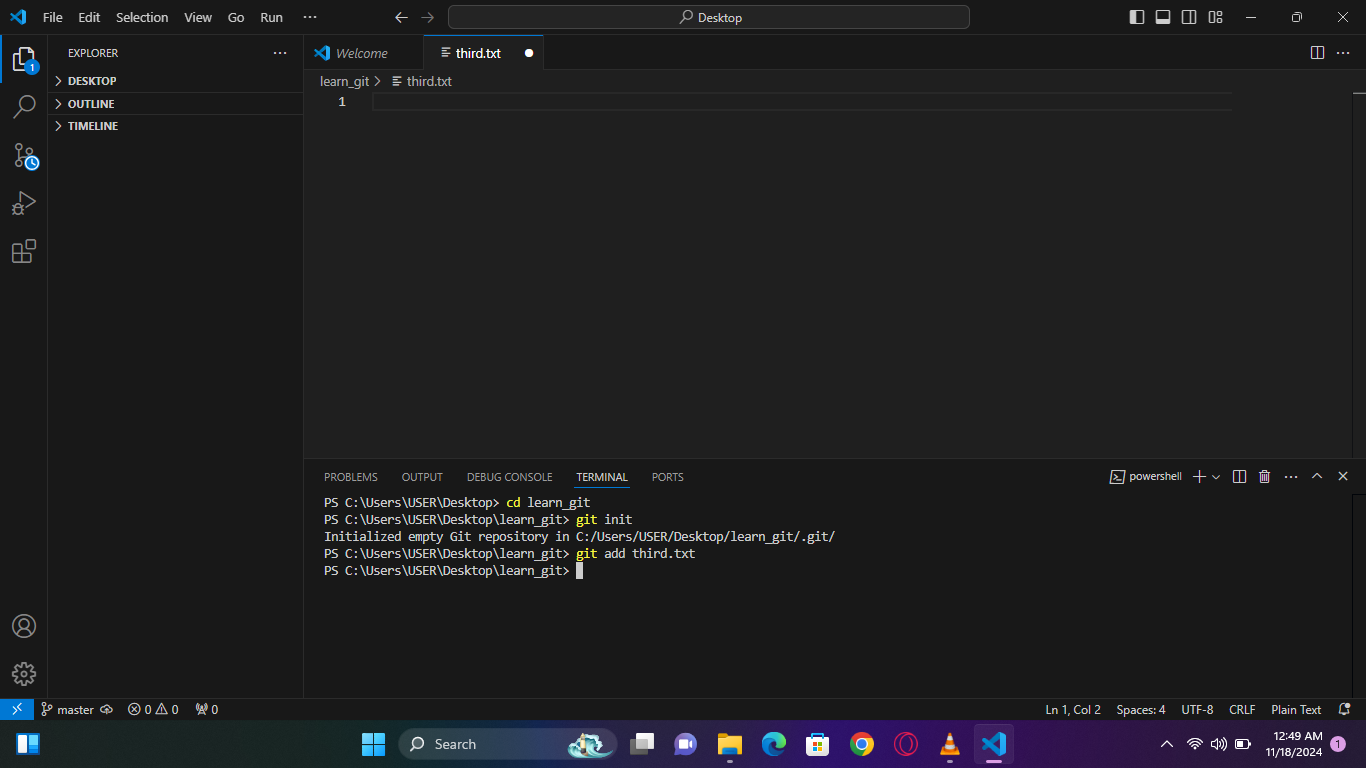 File Edit Selection View Go Run ··· Desktop
EXPLORER ···
DESKTOP
OUTLINE
TIMELINE
1
Welcome third.txt
learn_git > third.txt
1
PROBLEMS OUTPUT DEBUG CONSOLE TERMINAL PORTS powershell
PS C:\Users\USER\Desktop> cd learn_git
PS C:\Users\USER\Desktop\learn_git> git init
Initialized empty Git repository in C:/Users/USER/Desktop/learn_git/.git/
PS C:\Users\USER\Desktop\learn_git> git add third.txt
PS C:\Users\USER\Desktop\learn_git>
master 0 0 0 Ln 1, Col 2 Spaces: 4 UTF-8 CRLF Plain Text
Search 12:49 AM
11/18/2024 1